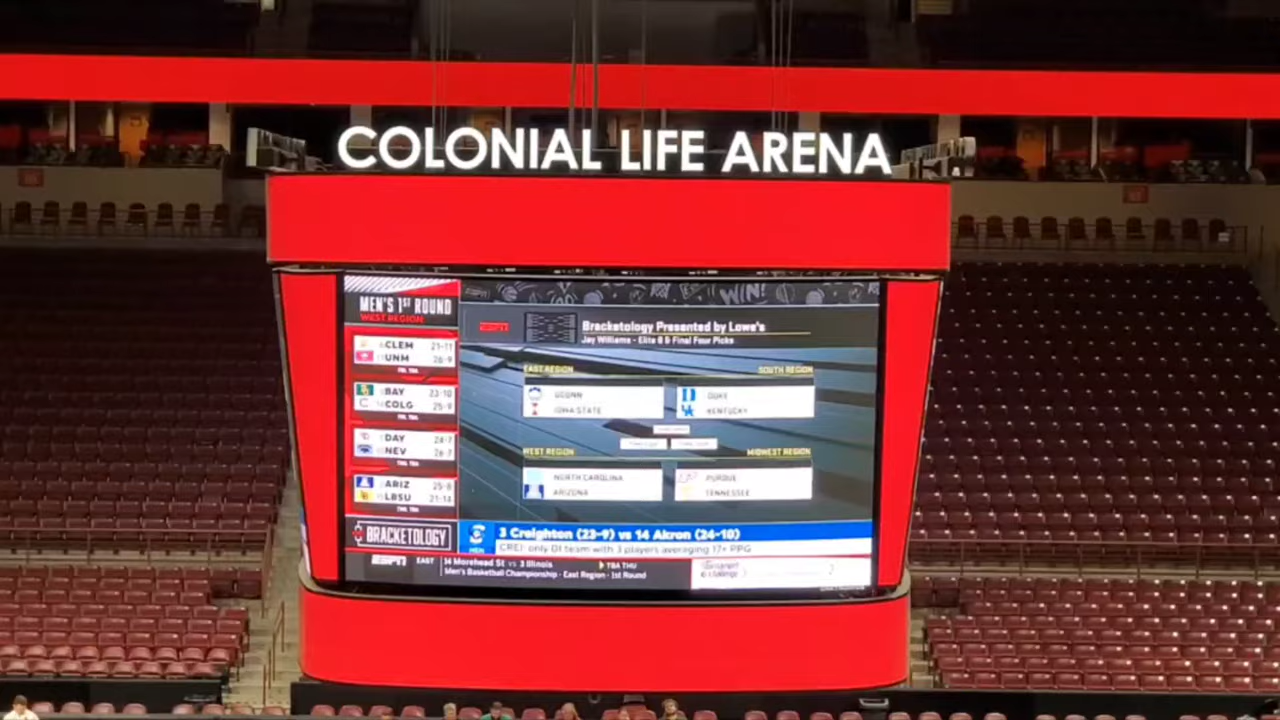 COLONIAL LIFE ARENA
MEN'S 1ST ROUND
WEST REGION
CLEM 21-11
UNM 26-9
BAY 23-10
COLG 25-9
DAY 24-7
NEV 26-7
ARIZ 25-8
LBSU 21-14
BRACKETOLOGY
WIN!
ESPN
Bracketology Presented by Lowe's
Jay Williams - Elite 8 & Final Four Picks
EAST REGION
SOUTH REGION
UCONN
IOWA STATE
DUKE
KENTUCKY
WEST REGION
MIDWEST REGION
NORTH CAROLINA
ARIZONA
PURDUE
TENNESSEE
MEN
3 Creighton (23-9) vs 14 Akron (24-10)
CREI: only D1 team with 3 players averaging 17+ PPG
ESPN
EAST
14 Morehead St vs 3 Illinois
TBA THU
Men's Basketball Championship - East Region - 1st Round